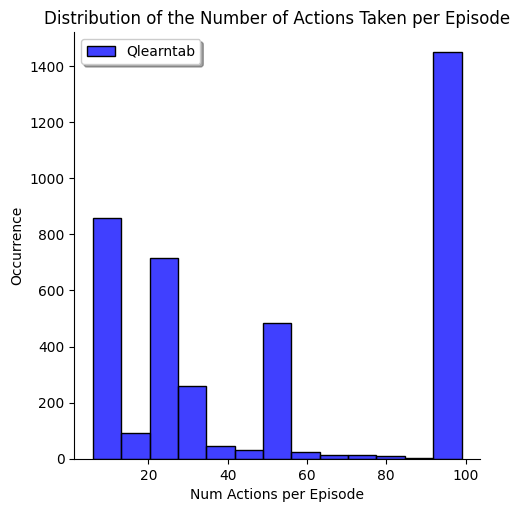 Distribution of the Number of Actions Taken per Episode
Qlearntab
1400
1200
1000
800
600
400
200
0
Occurrence
20 40 60 80 100
Num Actions per Episode